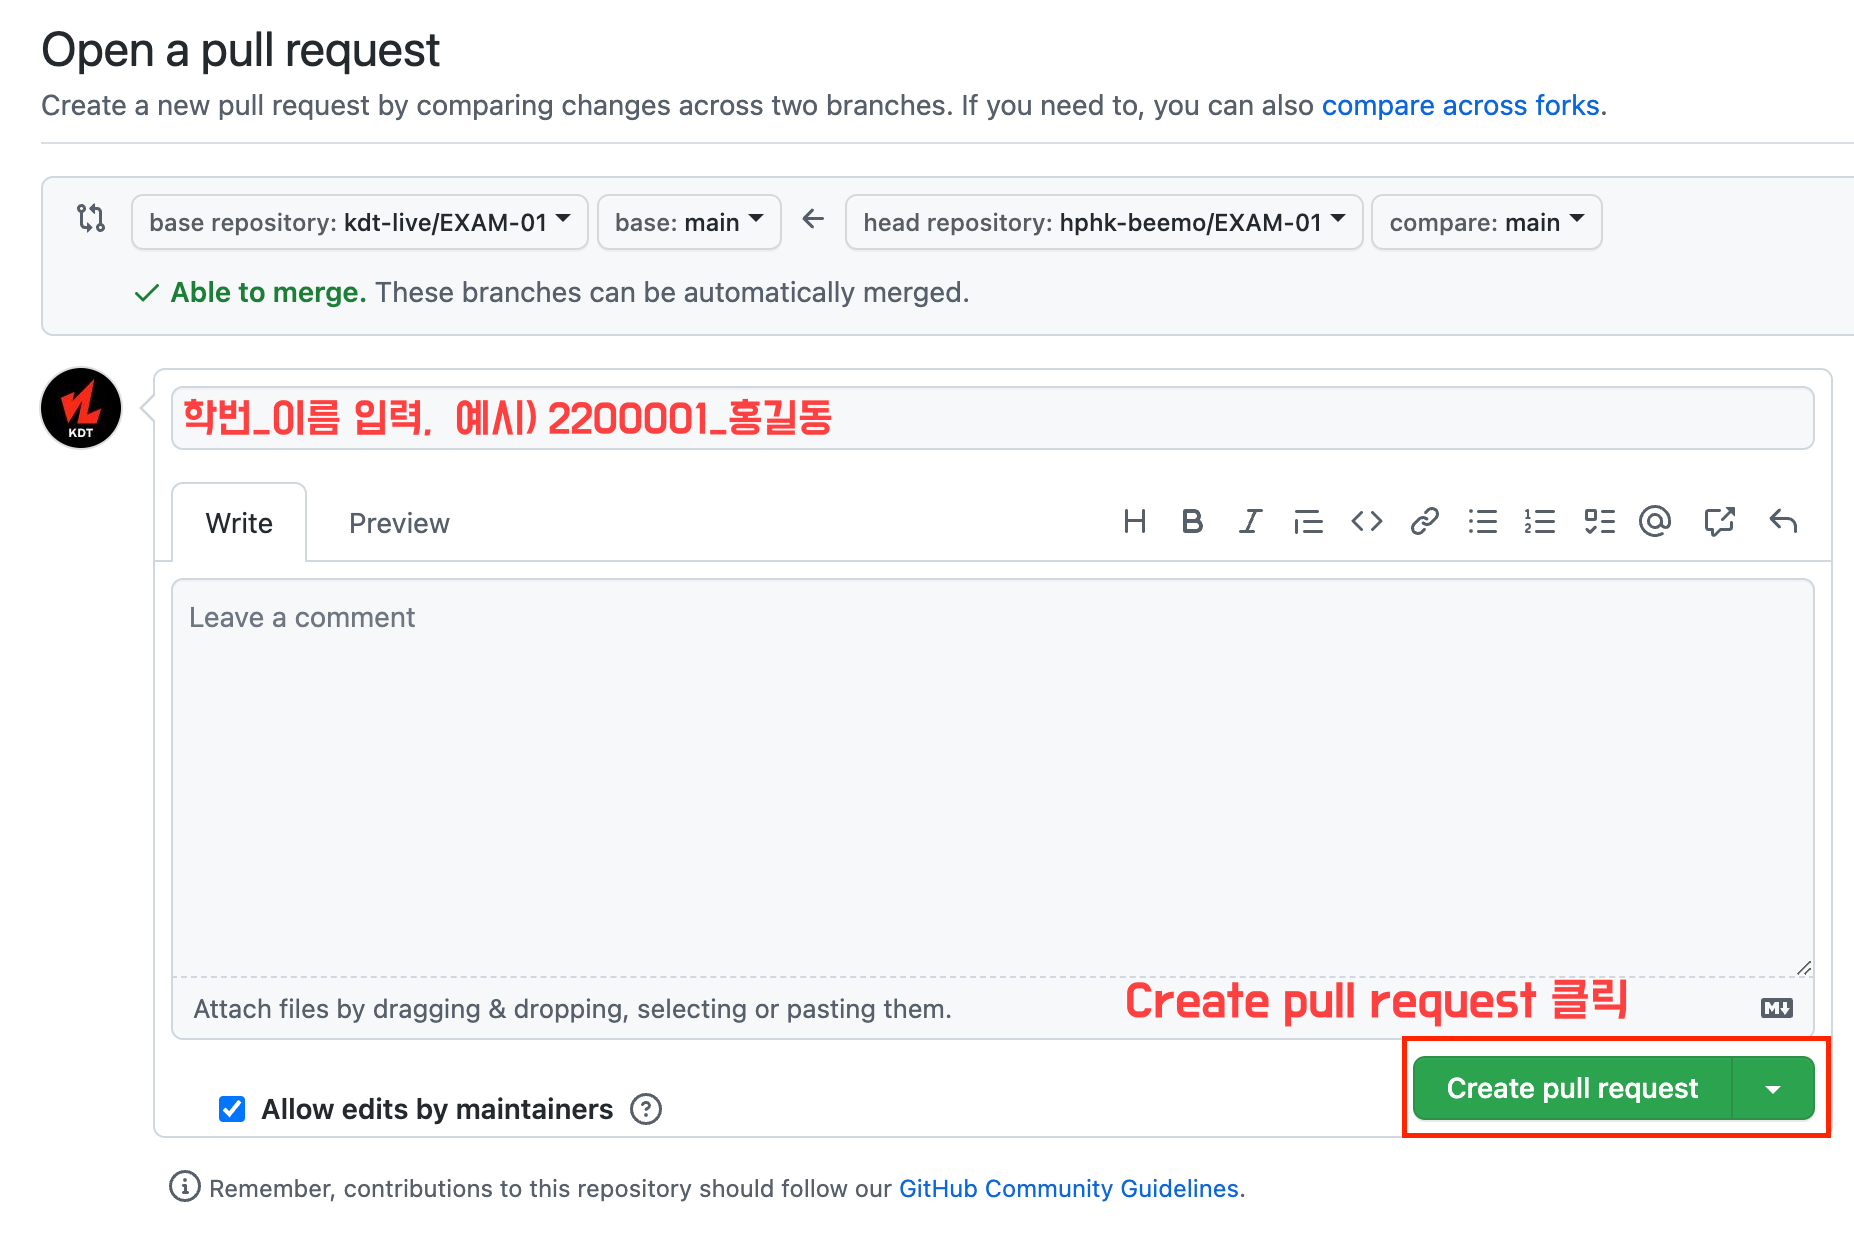 Open a pull request
Create a new pull request by comparing changes across two branches. If you need to, you can also compare across forks.
base repository: kdt-live/EXAM-01 base: main ← head repository: hphk-beemo/EXAM-01 compare: main
Able to merge. These branches can be automatically merged.
KDT
학번_이름 입력, 예시) 2200001_홍길동
Write Preview
Leave a comment
Attach files by dragging & dropping, selecting or pasting them.
Create pull request 클릭
Create pull request
Allow edits by maintainers
Remember, contributions to this repository should follow our GitHub Community Guidelines.